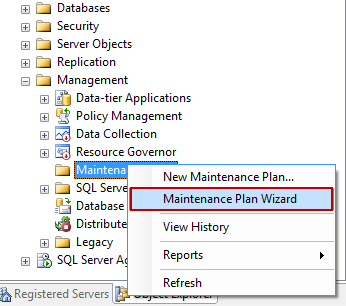 Databases
Security
Server Objects
Replication
Management
Data-tier Applications
Policy Management
Data Collection
Resource Governor
Maintenan
New Maintenance Plan...
SQL Serve
Maintenance Plan Wizard
Database
View History
Distribute
Legacy
Reports
SQL Server Ag
Refresh
Registered Servers
Object Explorer